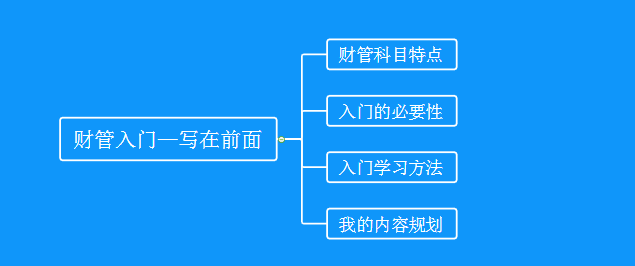 财管入门—写在前面
财管科目特点
入门的必要性
入门学习方法
我的内容规划